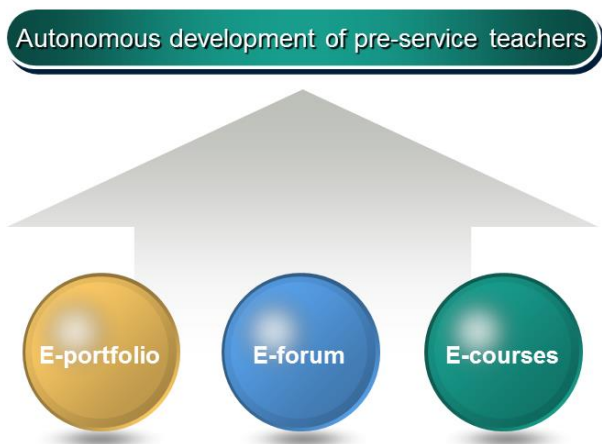 Autonomous development of pre-service teachers
E-portfolio
E-forum
E-courses